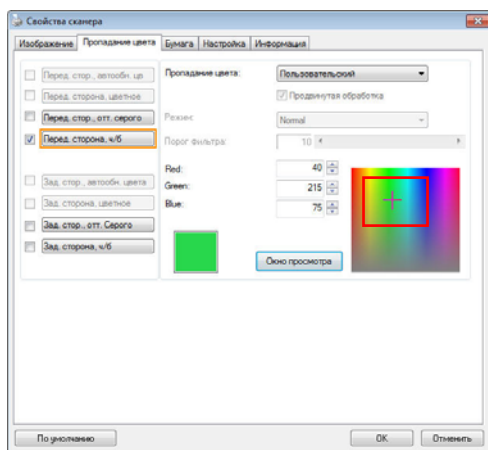 Свойства сканера
Изображение Пропадание цвета Бумага Настройка Информация
Перед. стор., автообн. цв
Перед. сторона, цветное
Перед. стор., отт. серого
Перед. сторона, ч/б
Зад. стор., автообн. цвета
Зад. сторона, цветное
Зад. стор., отт. Серого
Зад. сторона, ч/б
Пропадание цвета: Пользовательский
Продвинутая обработка
Режим: Normal
Порог фильтра: 10
Red: 40
Green: 215
Blue: 75
Окно просмотра
По умолчанию OK Отменить